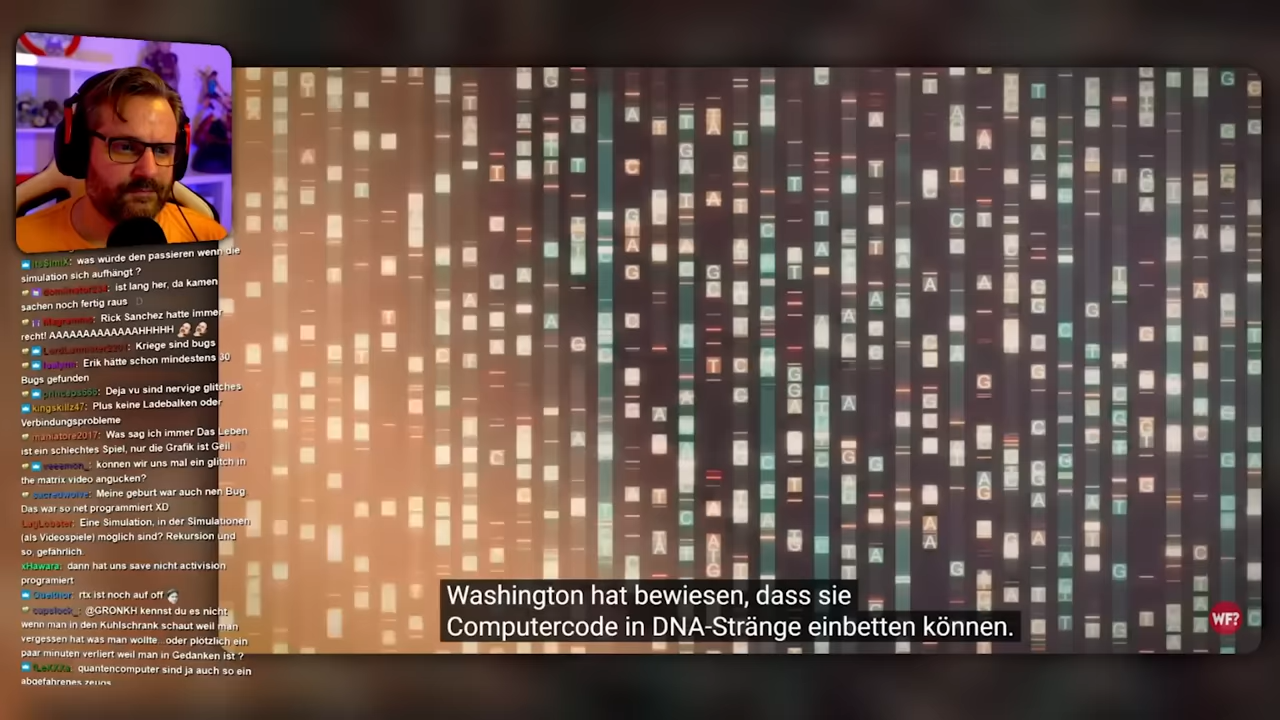 was würde den passieren wenn die
simulation sich aufhängt ?
ist lang her, da kamen
sachen noch fertig raus :D
Rick Sanchez hatte immer
recht! AAAAAAAAAAAAAHHHHH
Kriege sind bugs
Erik hätte schon mindestens 30
Bugs gefunden
Deja vu sind nervige glitches
kingskillz47: Plus keine Ladebalken oder
Verbindungsprobleme
maniatore2017: Was sag ich immer Das Leben
ist ein schlechtes Spiel, nur die Grafik ist Geil
können wir uns mal ein glitch in
the matrix video angucken?
Meine geburt war auch nen Bug
Das war so net programmiert XD
LagLobster: Eine Simulation, in der Simulationen
(als Videospiele) möglich sind? Rekursion und
so, gefährlich.
xHawara: dann hat uns save nicht activision
programiert
rtx ist noch auf off
@GRONKH kennst du es nicht
wenn man in den Kühlschrank schaut weil man
vergessen hat was man wollte...oder plötzlich ein
paar minuten verliert weil man in Gedanken ist ?
quantencomputer sind ja auch so ein
abgefahrenes zeugs
Washington hat bewiesen, dass sie
Computercode in DNA-Stränge einbetten können.
WF?